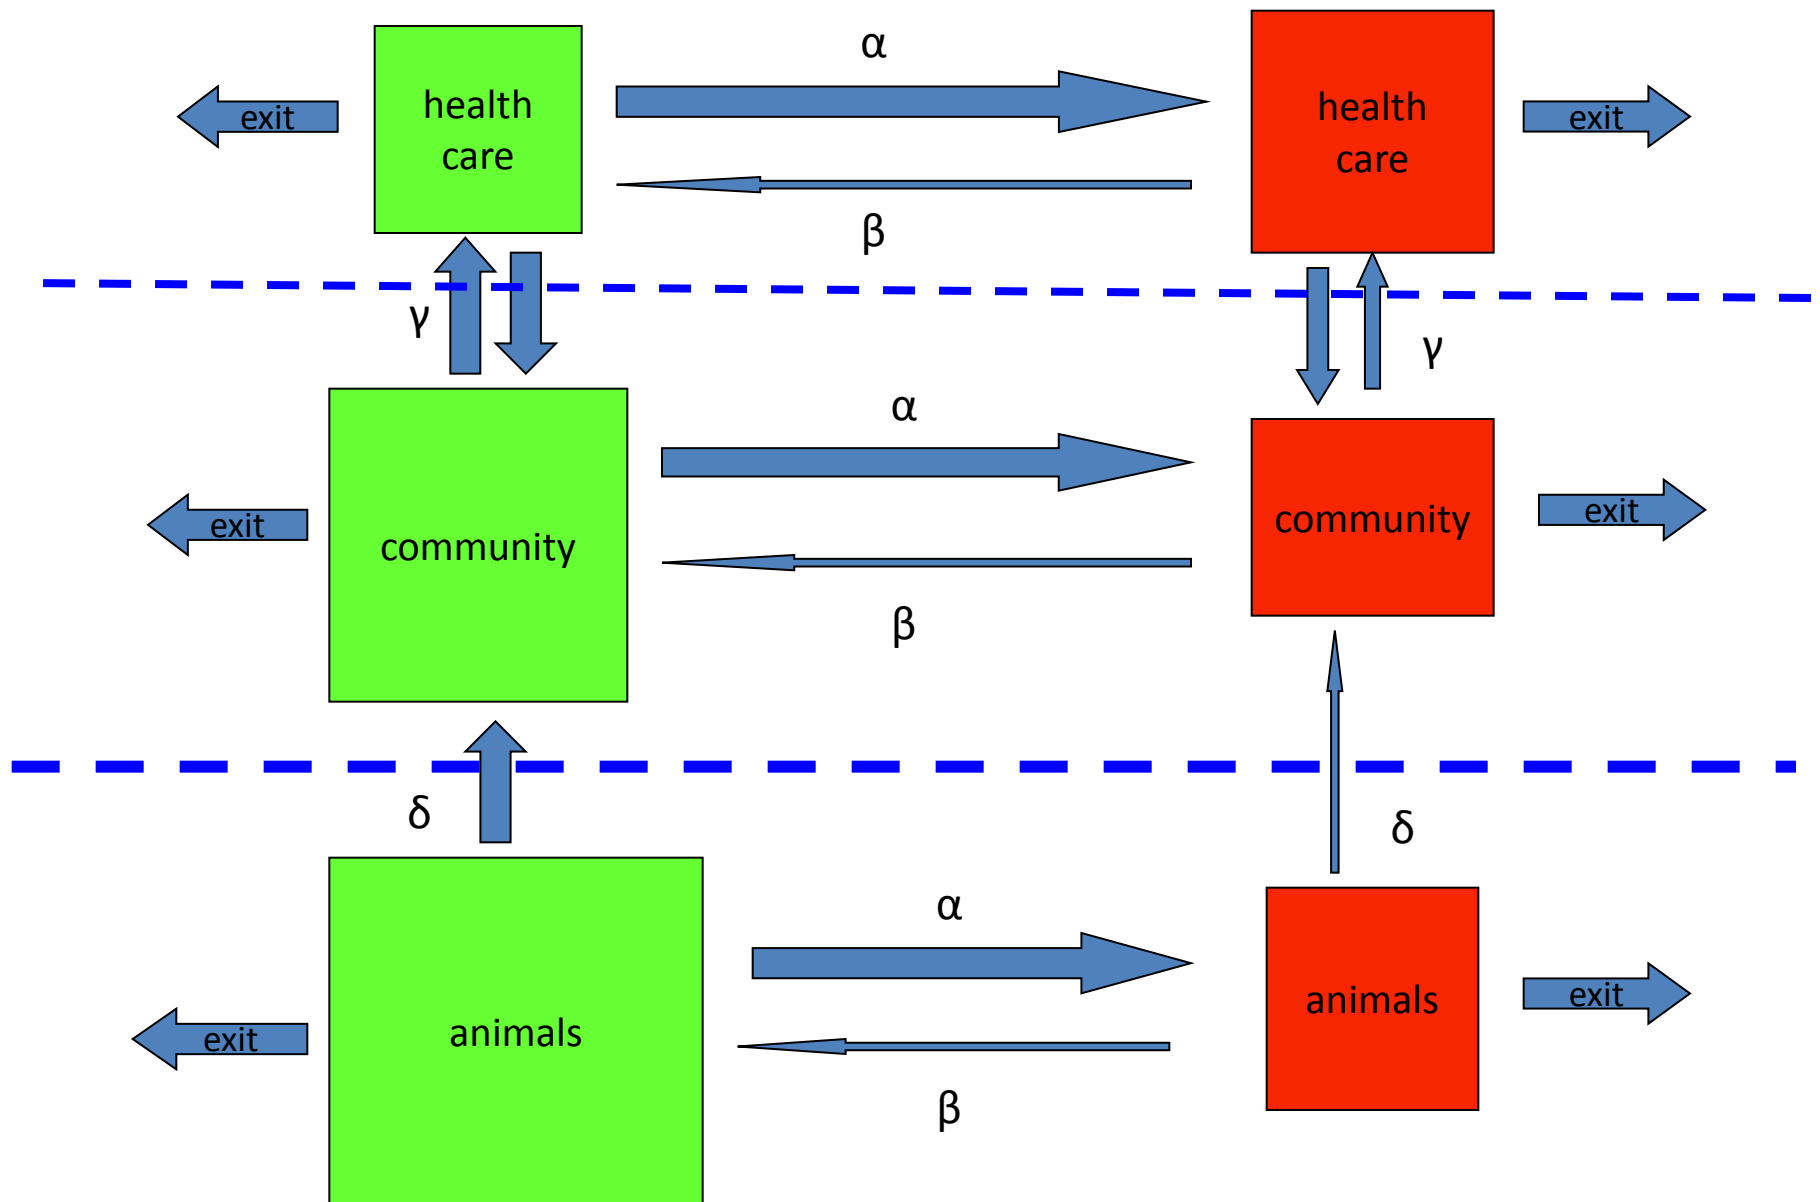 α
health
care
health
care
exit
exit
β
γ
γ
α
community
community
exit
exit
β
δ
δ
α
animals
animals
exit
exit
β